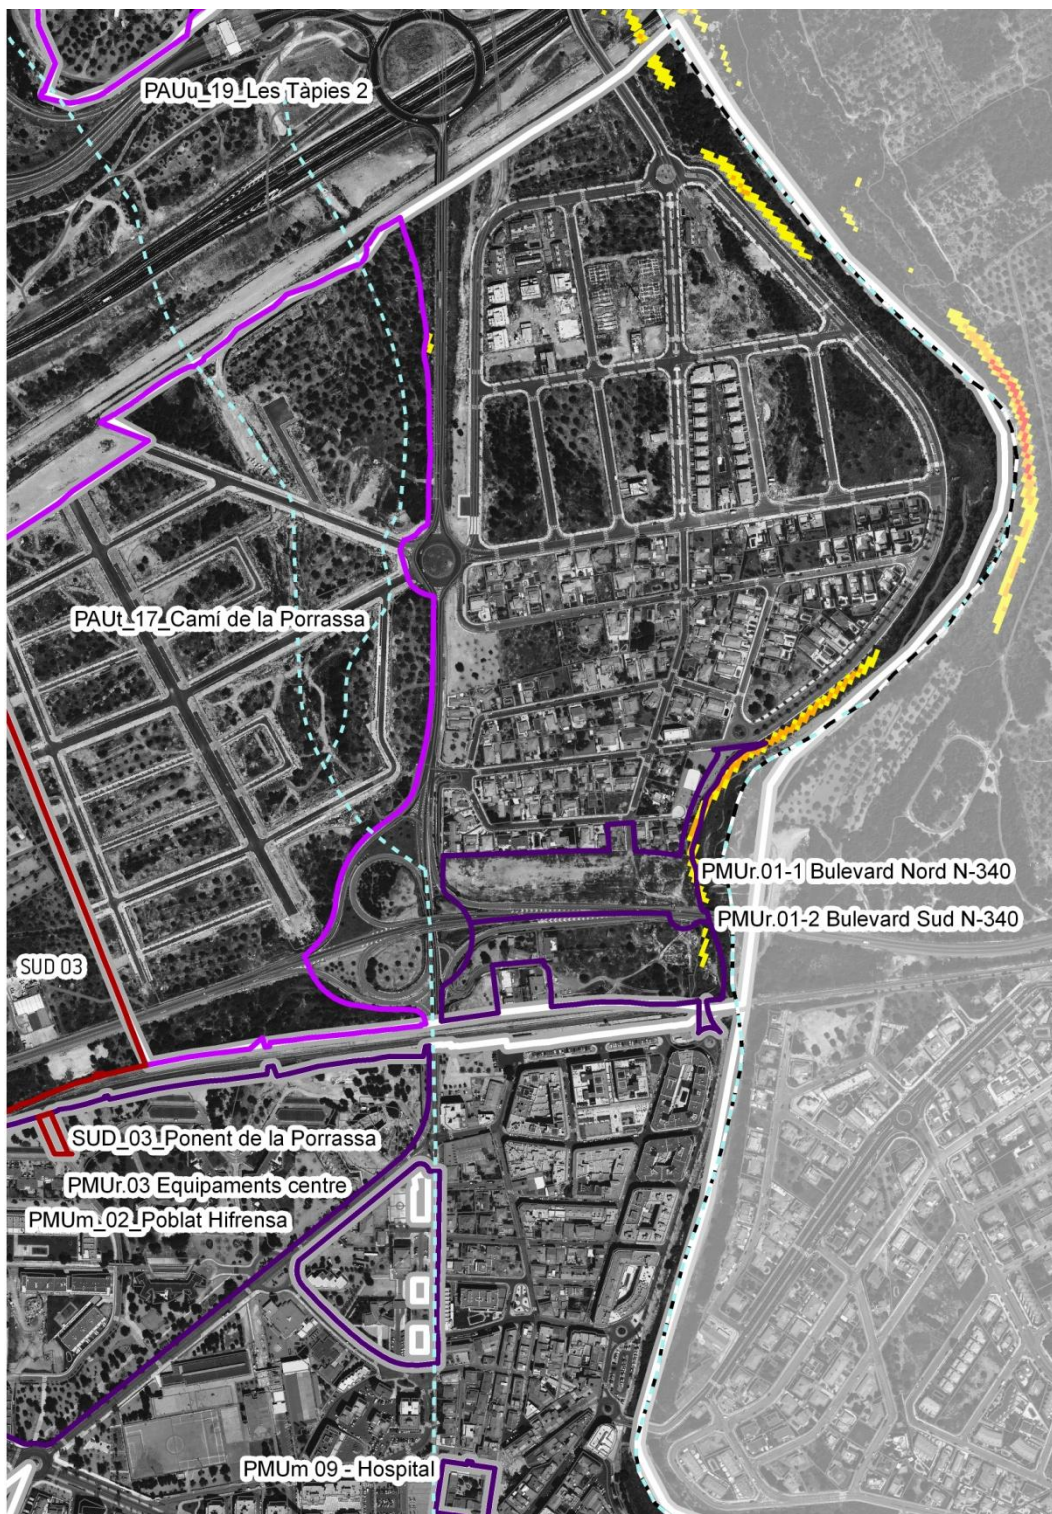 PAUu_19_Les Tàpies 2
PAUt_17_Camí de la Porrassa
PMUr.01-1 Bulevard Nord N-340
PMUr.01-2 Bulevard Sud N-340
SUD 03
SUD_03_Ponent de la Porrassa
PMUr.03 Equipaments centre
PMUm_02_Poblat Hifrensa
PMUm 09 - Hospital